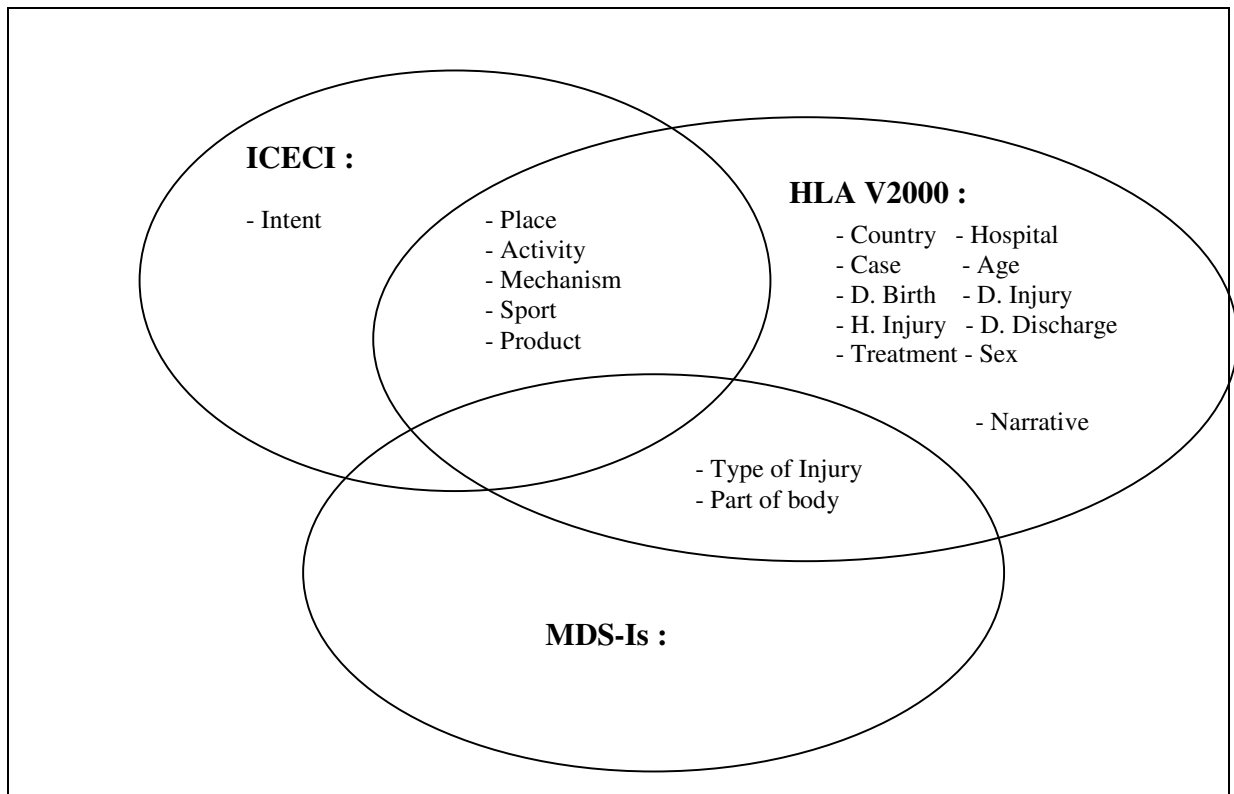 ICECI :
- Intent
- Place
- Activity
- Mechanism
- Sport
- Product
HLA V2000 :
- Country - Hospital
- Case - Age
- D. Birth - D. Injury
- H. Injury - D. Discharge
- Treatment - Sex
- Narrative
- Type of Injury
- Part of body
MDS-Is :